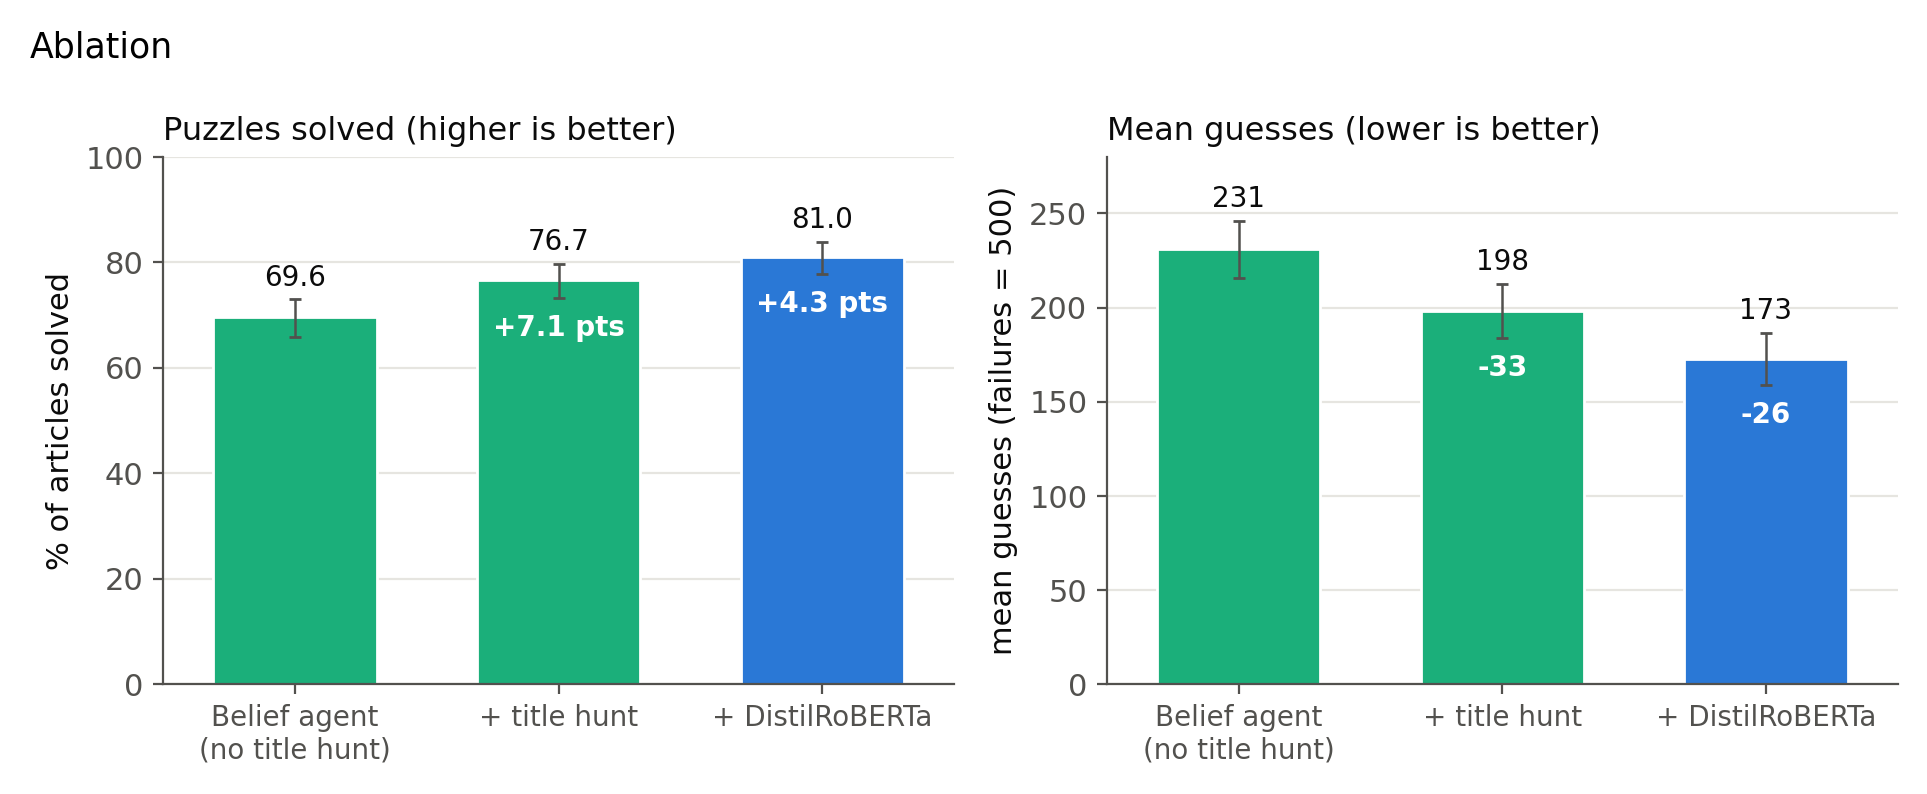 Ablation
Puzzles solved (higher is better)
% of articles solved
100
80
60
40
20
0
69.6
76.7
81.0
+7.1 pts
+4.3 pts
Belief agent
(no title hunt)
+ title hunt
+ DistilRoBERTa
Mean guesses (lower is better)
mean guesses (failures = 500)
250
200
150
100
50
0
231
198
173
-33
-26
Belief agent
(no title hunt)
+ title hunt
+ DistilRoBERTa